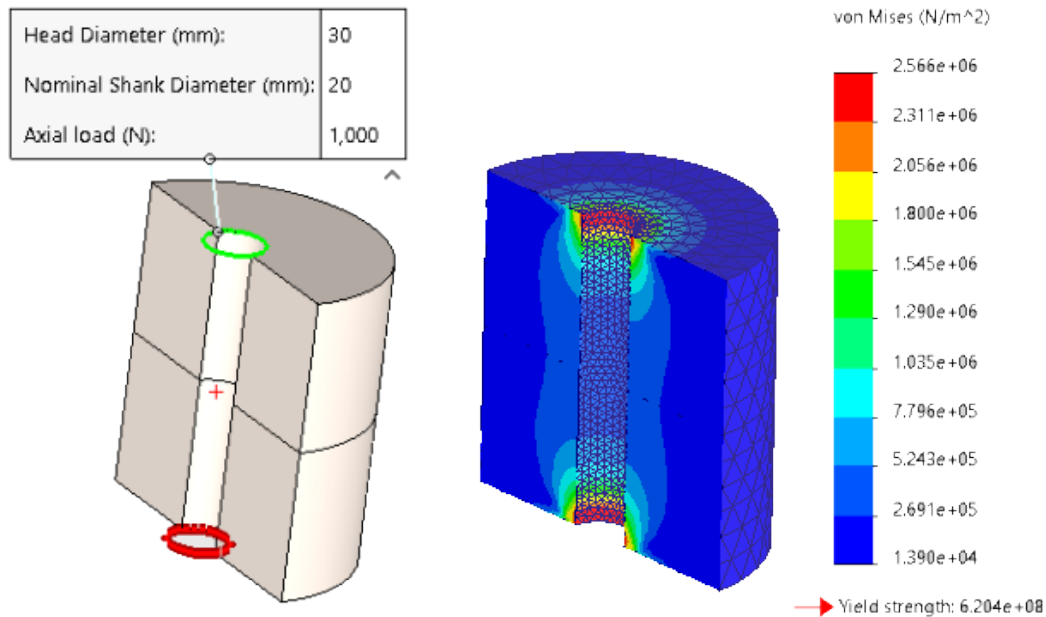 Head Diameter (mm): 30
Nominal Shank Diameter (mm): 20
Axial load (N): 1,000
von Mises (N/m^2)
2.566e+06
2.311e+06
2.056e+06
1.800e+06
1.545e+06
1.290e+06
1.035e+06
7.796e+05
5.243e+05
2.691e+05
1.390e+04
Yield strength: 6.204e+08